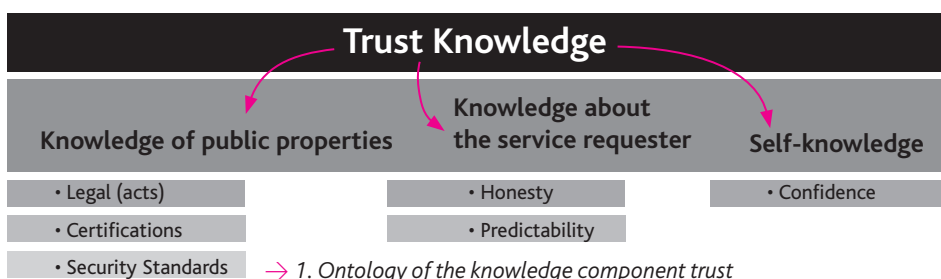 Trust Knowledge
Knowledge of public properties
Knowledge about
the service requester
Self-knowledge
• Legal (acts)
• Certifications
• Security Standards
• Honesty
• Predictability
• Confidence
→ 1. Ontology of the knowledge component trust